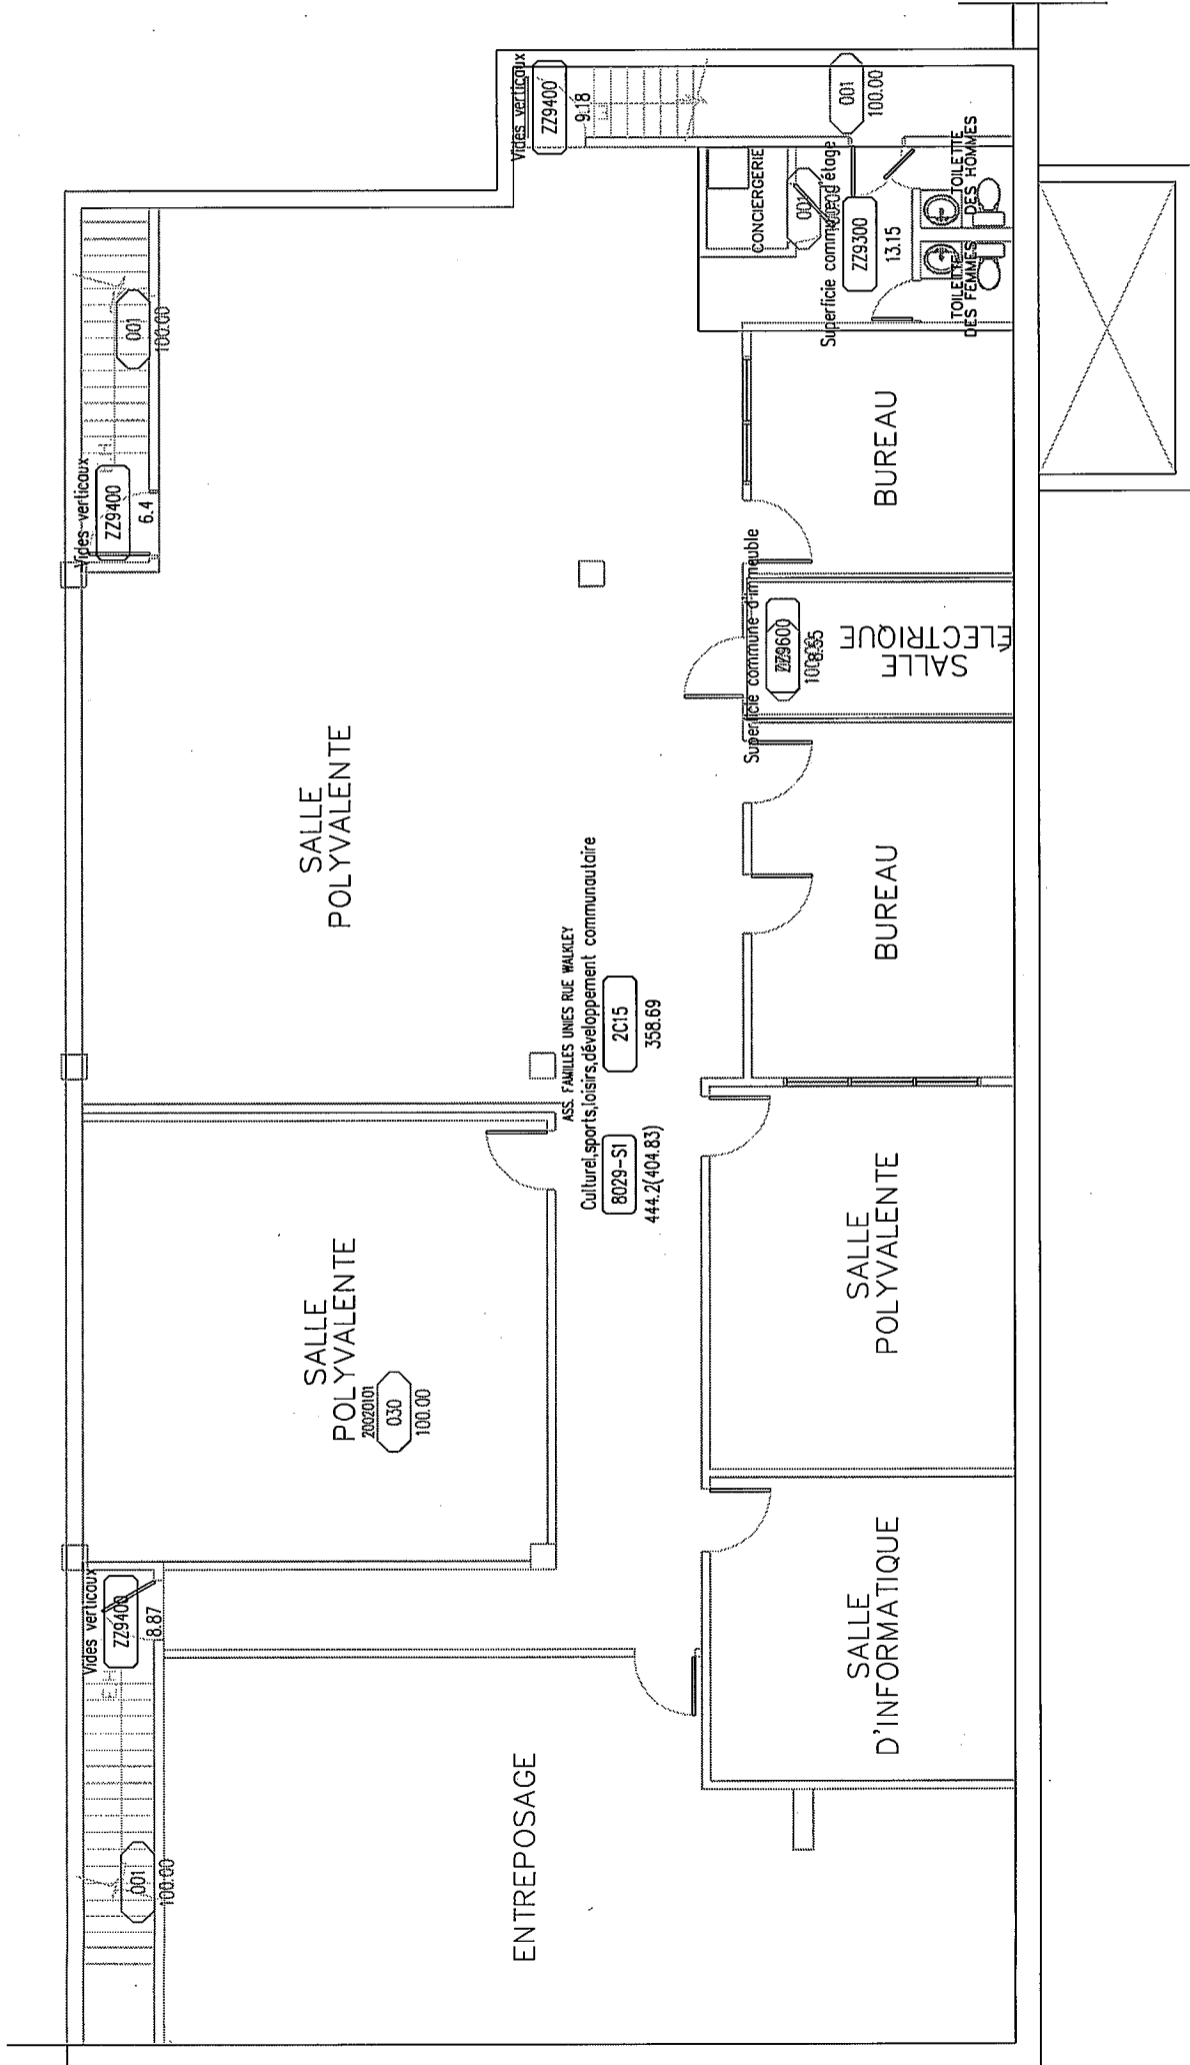 Vides verticaux
ZZ9400
8.87
001
100.00
ENTREPOSAGE
SALLE
D'INFORMATIQUE
SALLE
POLYVALENTE
20020101
030
100.00
SALLE
POLYVALENTE
ASS. FAMILLES UNIES RUE WALKLEY
Culturel,sports,loisirs,développement communautaire
8029-S1
2C15
444.2(404.83)
358.69
SALLE
POLYVALENTE
BUREAU
Superficie commune d'immeuble
ZZ9600
SALLE
ÉLECTRIQUE
BUREAU
Vides verticaux
ZZ9400
6.4
001
100.00
Vides verticaux
ZZ9400
9.18
001
100.00
CONCIERGERIE
001
Superficie commune d étage
ZZ9300
13.15
TOILETTE
DES FEMMES
TOILETTE
DES HOMMES